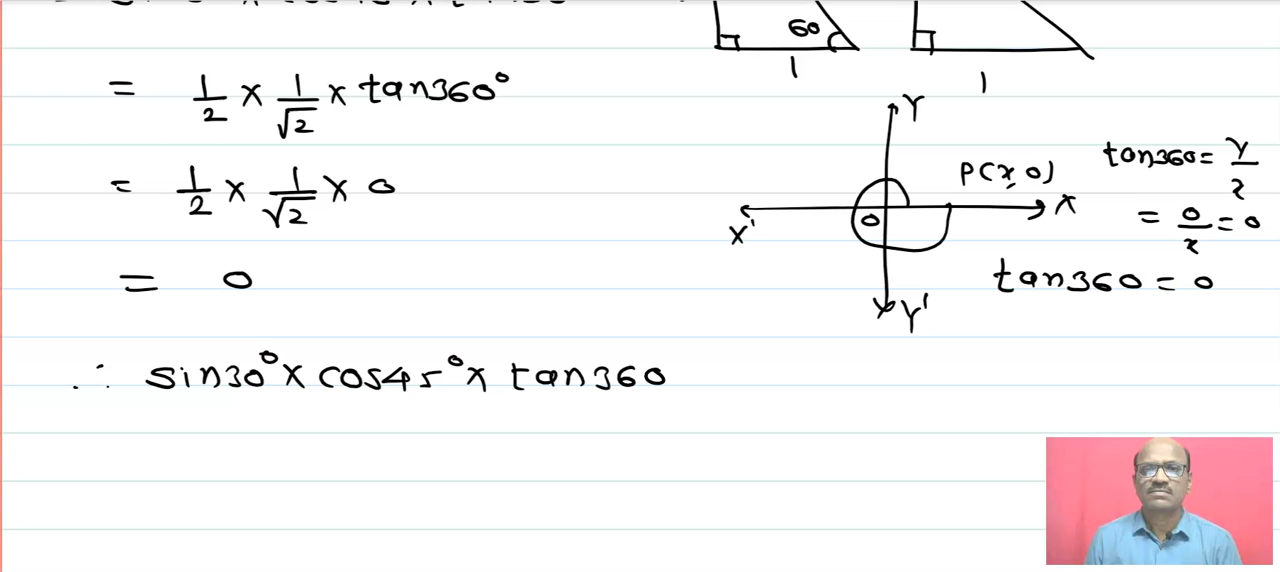 60
1
1
= 1/2 × 1/√2 × tan360°
= 1/2 × 1/√2 × 0
= 0
∴ sin30° × cos45° × tan360
Y
P(x, 0)
X
X'
0
Y'
tan360 = y/x
= 0/x = 0
tan360 = 0